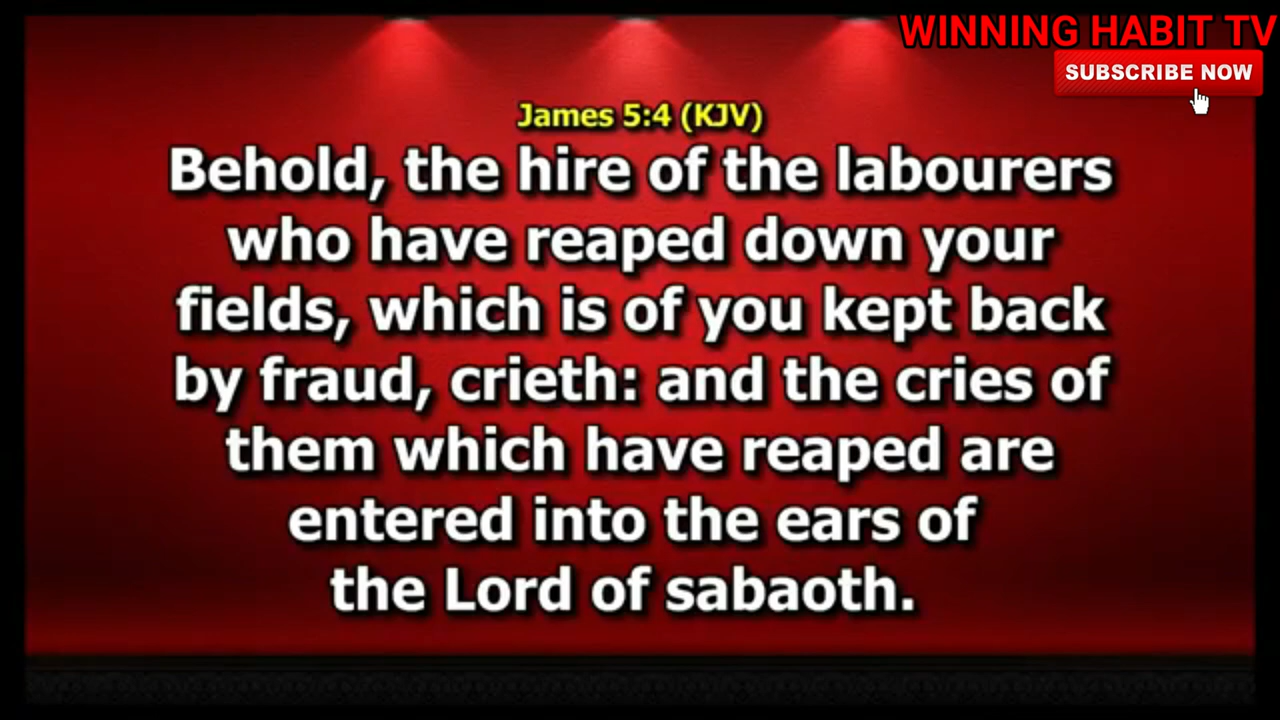 WINNING HABIT TV
SUBSCRIBE NOW
James 5:4 (KJV)
Behold, the hire of the labourers
who have reaped down your
fields, which is of you kept back
by fraud, crieth: and the cries of
them which have reaped are
entered into the ears of
the Lord of sabaoth.